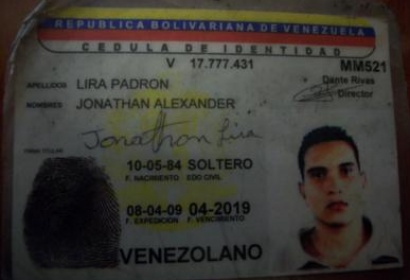 REPUBLICA BOLIVARIANA DE VENEZUELA
CEDULA DE IDENTIDAD
V 17.777.431
MM521
APELLIDOS LIRA PADRON
Dante Rivas
Director
NOMBRES JONATHAN ALEXANDER
Jonathan Lira
FIRMA TITULAR
10-05-84 SOLTERO
F. NACIMIENTO EDO CIVIL
08-04-09 04-2019
F. EXPEDICION F. VENCIMIENTO
VENEZOLANO